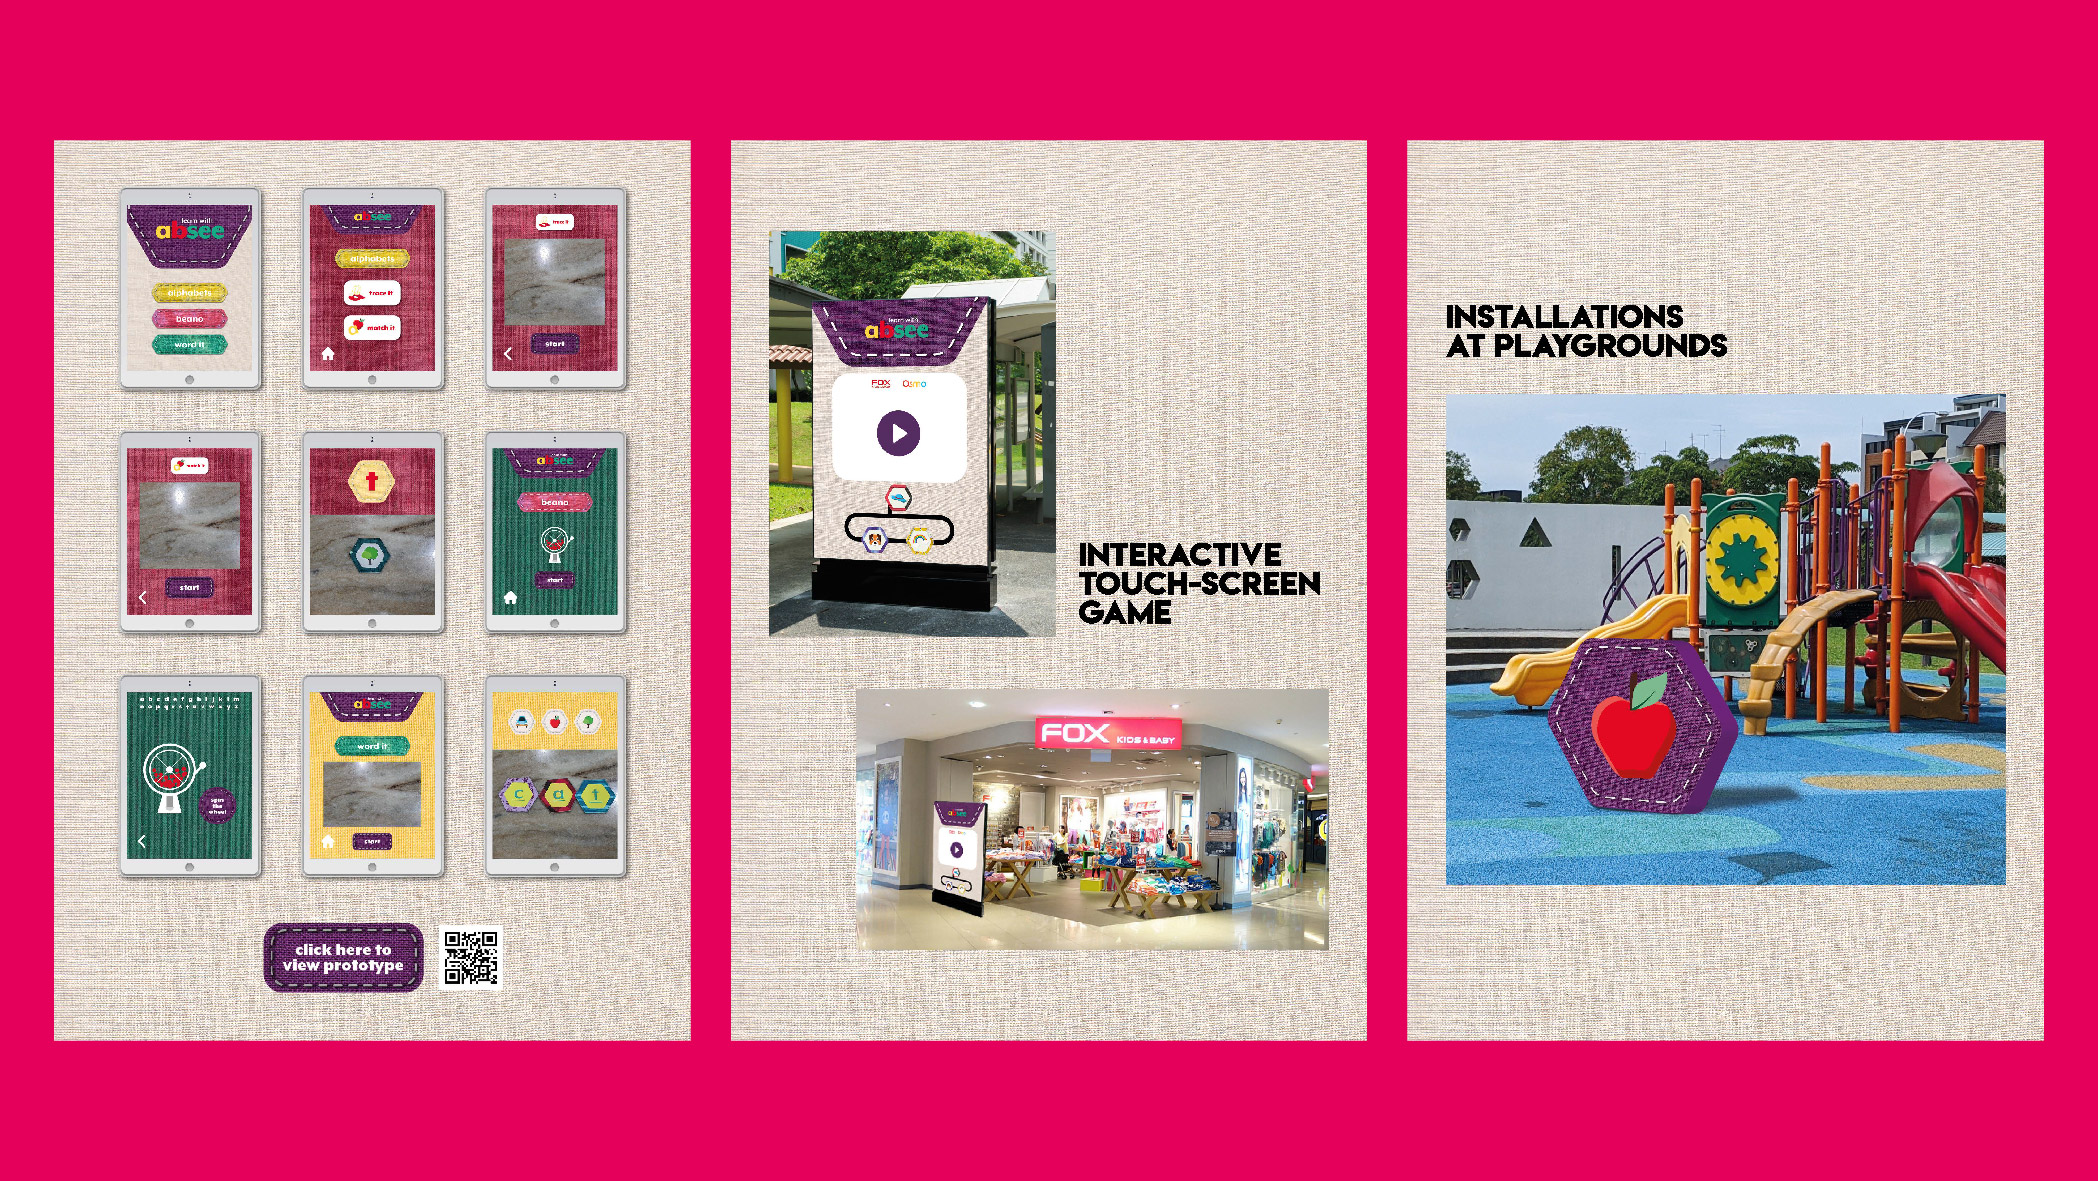 learn with
absee
alphabets
beano
word it
absee
alphabets
trace it
match it
trace it
start
match it
start
t
absee
beano
start
a b c d e f g h i j k l m
n o p q r s t u v w x y z
spin
the
wheel
absee
word it
start
c a t
click here to
view prototype
learn with
absee
FOX Osmo
INTERACTIVE
TOUCH-SCREEN
GAME
FOX KIDS & BABY
absee
INSTALLATIONS
AT PLAYGROUNDS